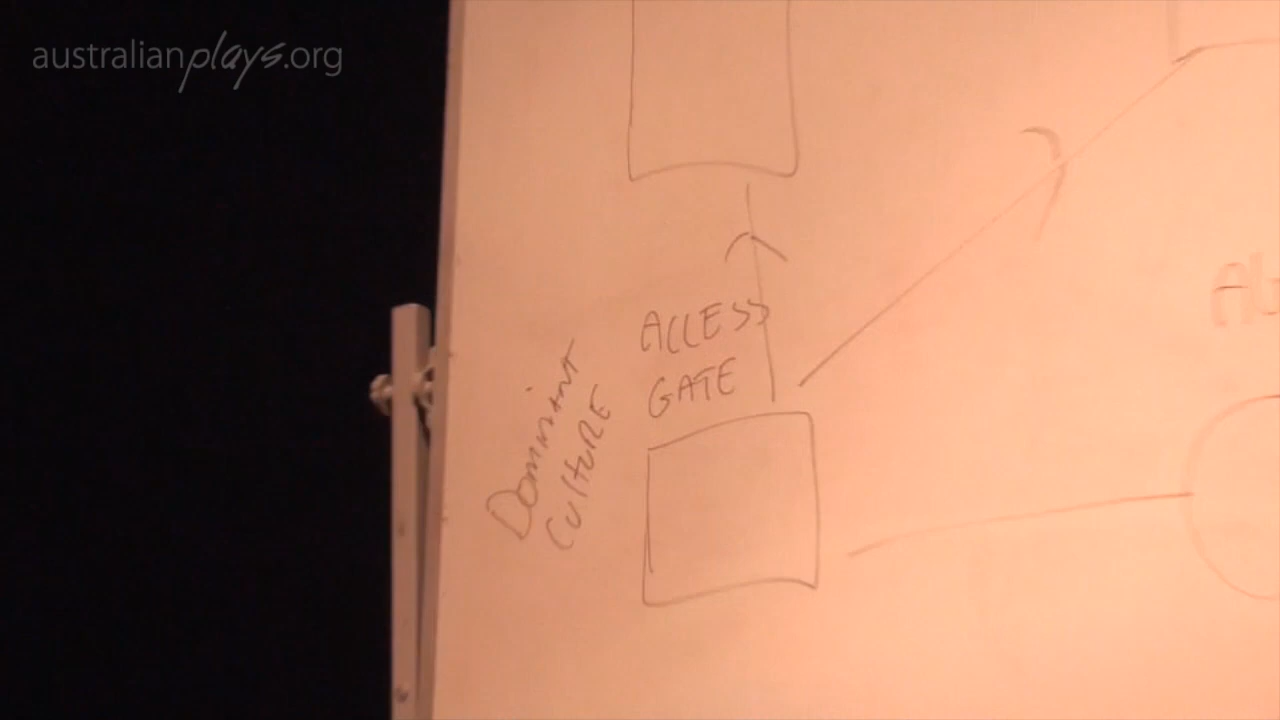 australianplays.org
ACCESS
GATE
Dominant
CULTURE